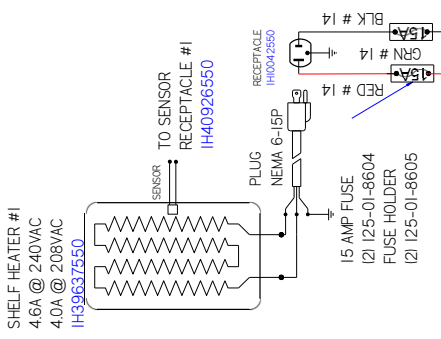 SHELF HEATER #1
4.6A @ 240VAC
4.0A @ 208VAC
IH39637550
SENSOR
TO SENSOR
RECEPTACLE #1
IH40926550
PLUG
NEMA 6-15P
RECEPTACLE
IH10042550
BLK # 14
15A
GRN # 14
15A
RED # 14
15 AMP FUSE
(2) 125-01-8604
FUSE HOLDER
(2) 125-01-8605